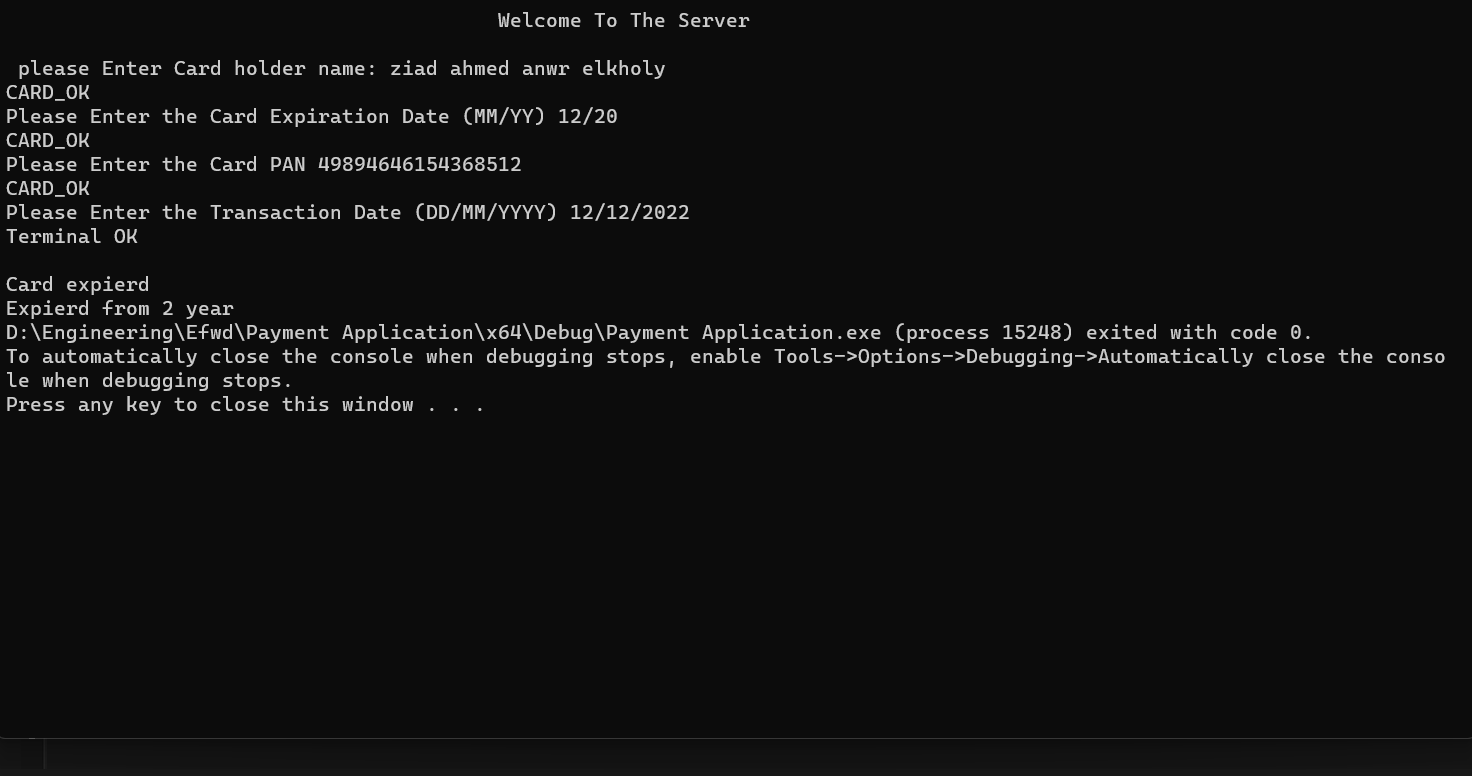 Welcome To The Server
please Enter Card holder name: ziad ahmed anwr elkholy
CARD_OK
Please Enter the Card Expiration Date (MM/YY) 12/20
CARD_OK
Please Enter the Card PAN 49894646154368512
CARD_OK
Please Enter the Transaction Date (DD/MM/YYYY) 12/12/2022
Terminal OK
Card expierd
Expierd from 2 year
D:\Engineering\Efwd\Payment Application\x64\Debug\Payment Application.exe (process 15248) exited with code 0.
To automatically close the console when debugging stops, enable Tools->Options->Debugging->Automatically close the conso
le when debugging stops.
Press any key to close this window . . .